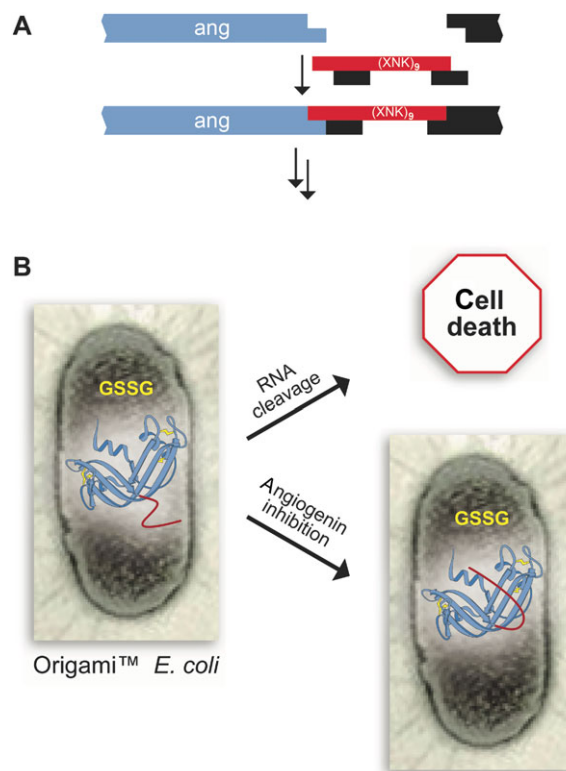 A
ang
(XNK)9
ang
(XNK)9
B
GSSG
RNA
cleavage
Cell
death
Angiogenin
inhibition
GSSG
Origami™ E. coli